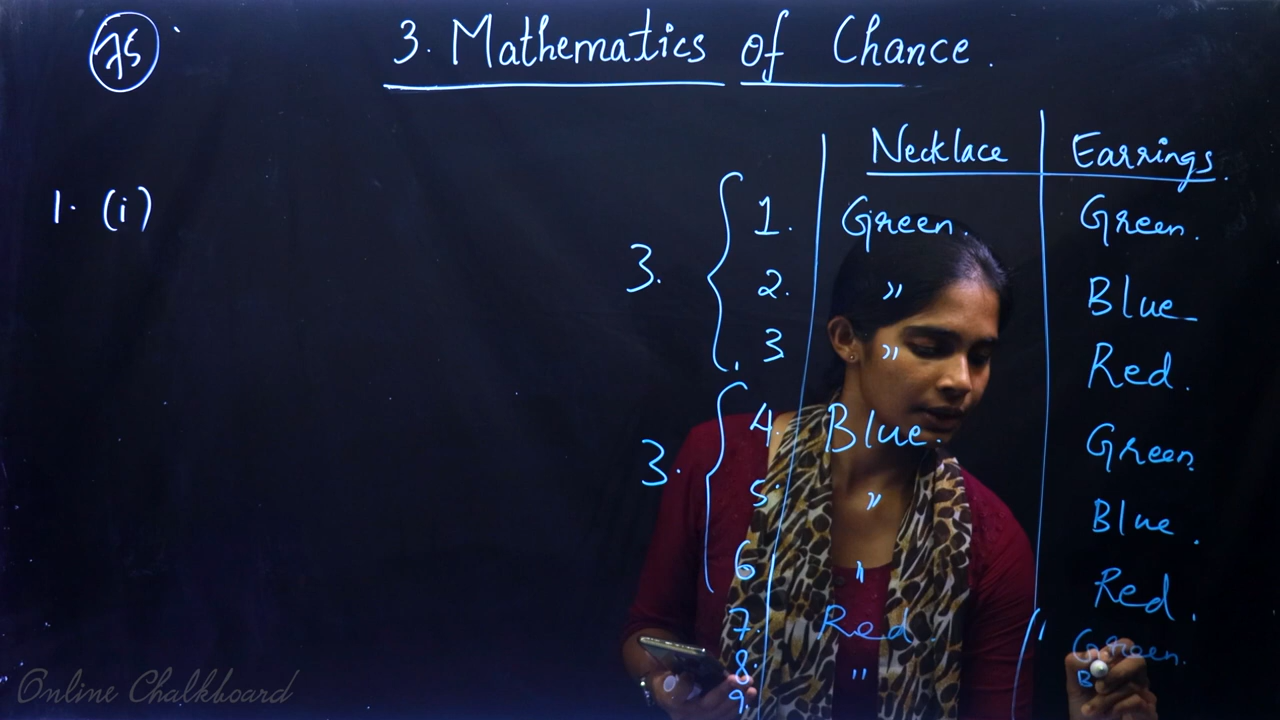 75
3. Mathematics of Chance.
Necklace Earrings.
1. (i)
1. Green. Green.
3. 2. " Blue
3 " Red.
4. Blue. Green.
3. 5. " Blue.
6 " Red.
7. Red. Green.
8. " B
9.
Online Chalkboard